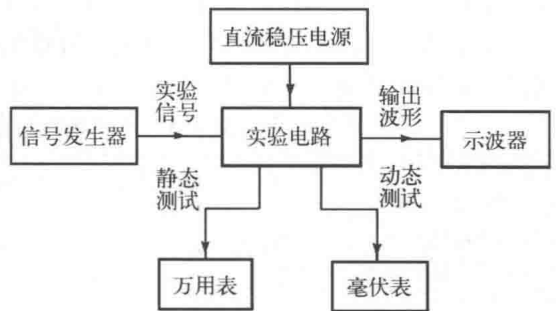 直流稳压电源
实验
信号
输出
波形
信号发生器
实验电路
示波器
静态
测试
动态
测试
万用表
毫伏表